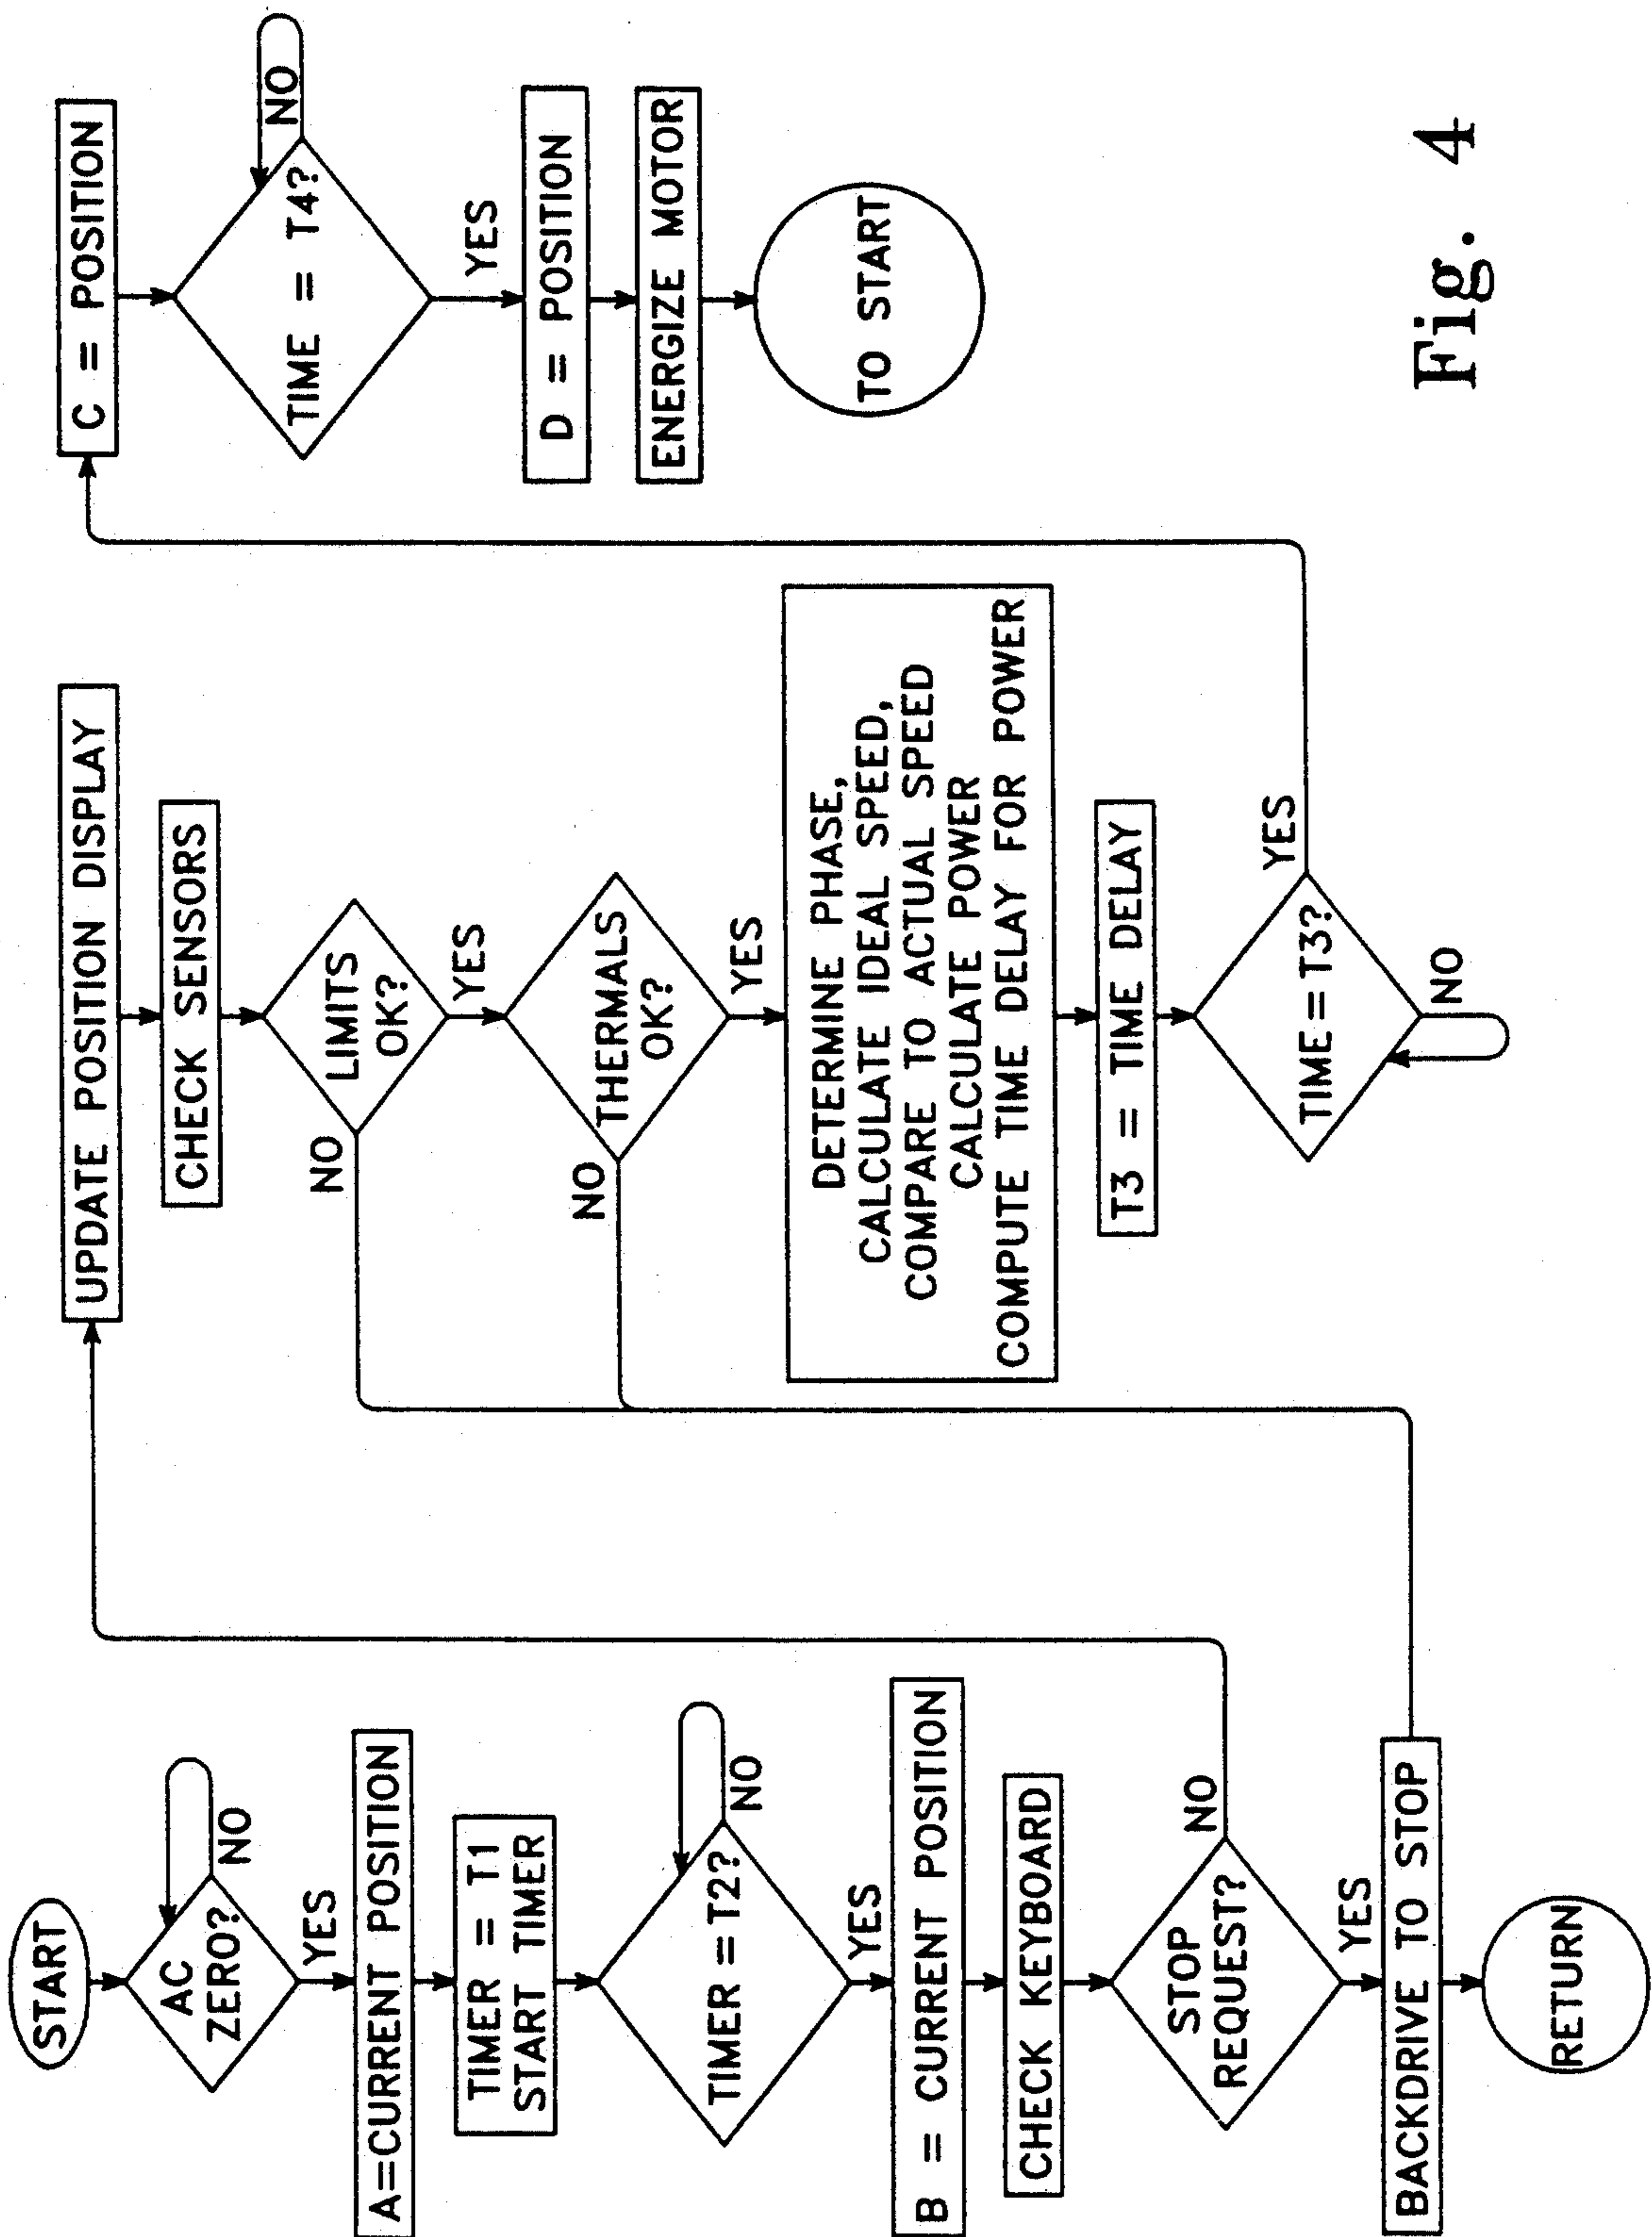 START
AC
ZERO?
NO
YES
A=CURRENT POSITION
TIMER = T1
START TIMER
TIMER = T2?
NO
YES
B = CURRENT POSITION
CHECK KEYBOARD
STOP
REQUEST?
NO
YES
BACKDRIVE TO STOP
RETURN
UPDATE POSITION DISPLAY
CHECK SENSORS
LIMITS
OK?
NO
YES
THERMALS
OK?
NO
YES
DETERMINE PHASE,
CALCULATE IDEAL SPEED,
COMPARE TO ACTUAL SPEED
CALCULATE POWER
COMPUTE TIME DELAY FOR POWER
T3 = TIME DELAY
TIME = T3?
YES
NO
C = POSITION
TIME = T4?
NO
YES
D = POSITION
ENERGIZE MOTOR
TO START
Fig. 4